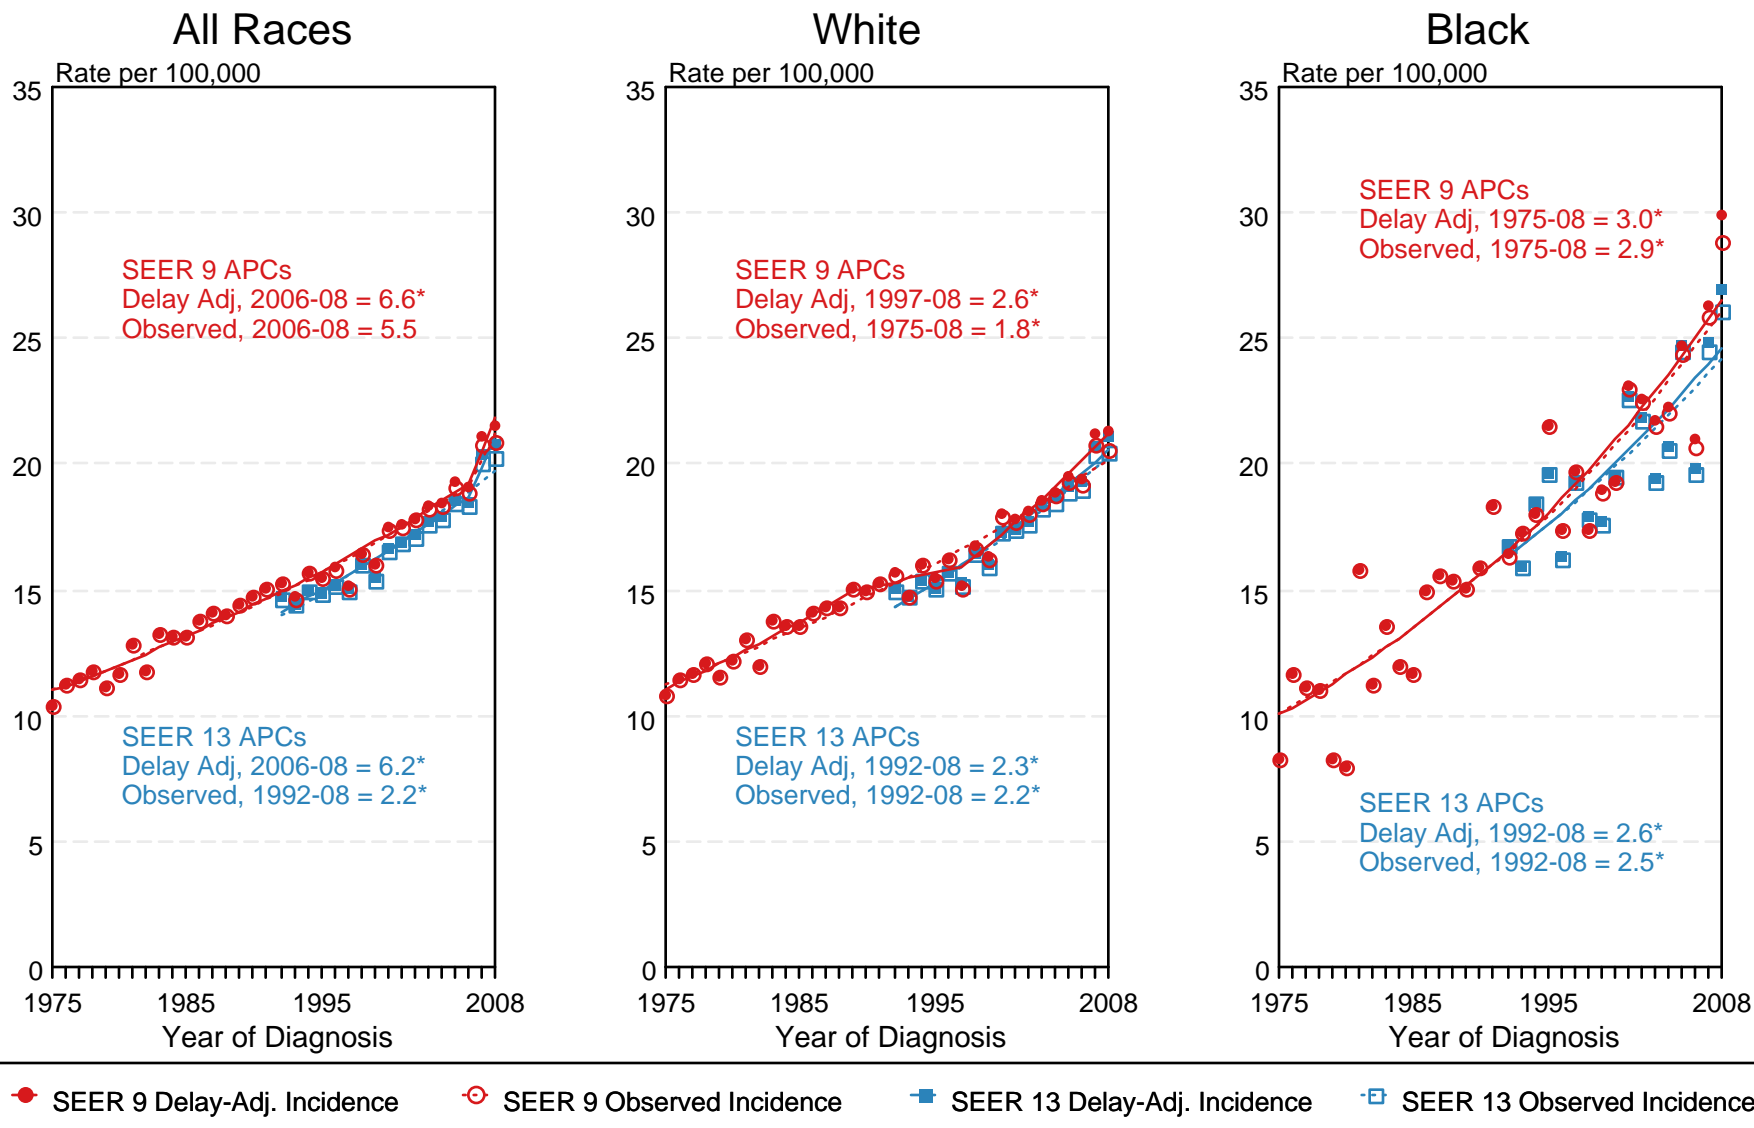 All Races
Rate per 100,000
35
30
25
20
15
10
5
0
SEER 9 APCs
Delay Adj, 2006-08 = 6.6*
Observed, 2006-08 = 5.5
SEER 13 APCs
Delay Adj, 2006-08 = 6.2*
Observed, 1992-08 = 2.2*
1975 1985 1995 2008
Year of Diagnosis
White
Rate per 100,000
35
30
25
20
15
10
5
0
SEER 9 APCs
Delay Adj, 1997-08 = 2.6*
Observed, 1975-08 = 1.8*
SEER 13 APCs
Delay Adj, 1992-08 = 2.3*
Observed, 1992-08 = 2.2*
1975 1985 1995 2008
Year of Diagnosis
Black
Rate per 100,000
35
30
25
20
15
10
5
0
SEER 9 APCs
Delay Adj, 1975-08 = 3.0*
Observed, 1975-08 = 2.9*
SEER 13 APCs
Delay Adj, 1992-08 = 2.6*
Observed, 1992-08 = 2.5*
1975 1985 1995 2008
Year of Diagnosis
SEER 9 Delay-Adj. Incidence SEER 9 Observed Incidence SEER 13 Delay-Adj. Incidence SEER 13 Observed Incidence